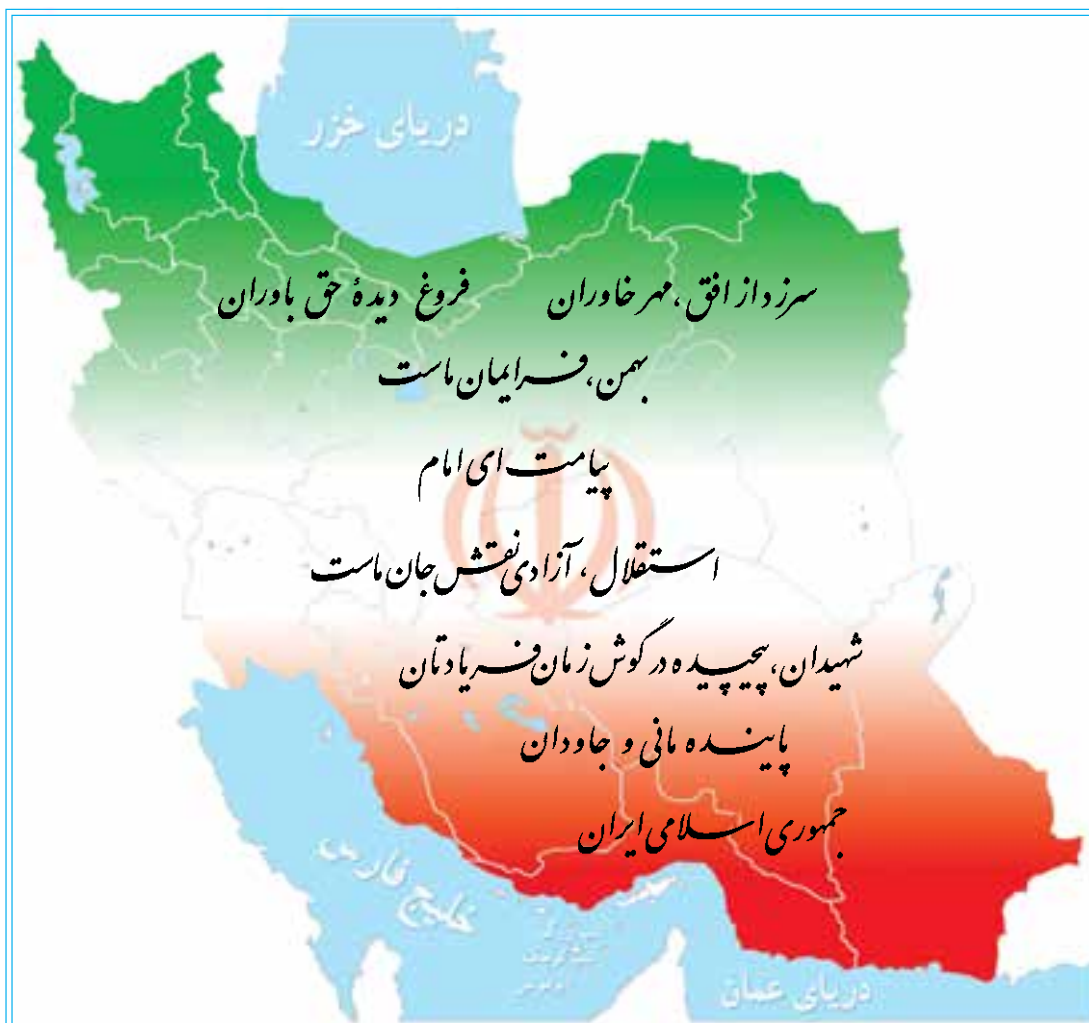 دریای خزر
سرزد از افق، مهر خاوران فروغ دیدهٔ حق باوران
بهمن، فر ایمان ماست
پیامت ای امام
استقلال، آزادی نقش جان ماست
شهیدان، پیچیده در گوش زمان فریادتان
پاینده مانی و جاودان
جمهوری اسلامی ایران
خلیج فارس
دریای عمان